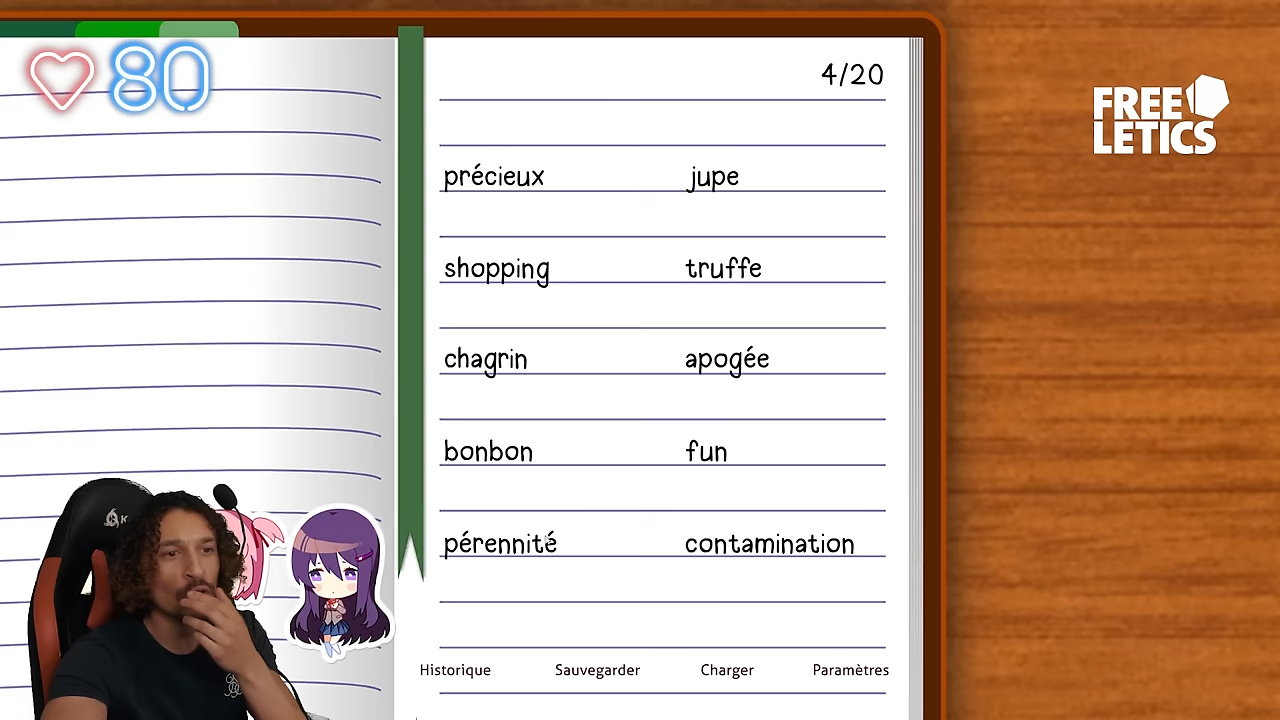 80
4/20
FREE
LETICS
précieux jupe
shopping truffe
chagrin apogée
bonbon fun
pérennité contamination
Historique Sauvegarder Charger Paramètres